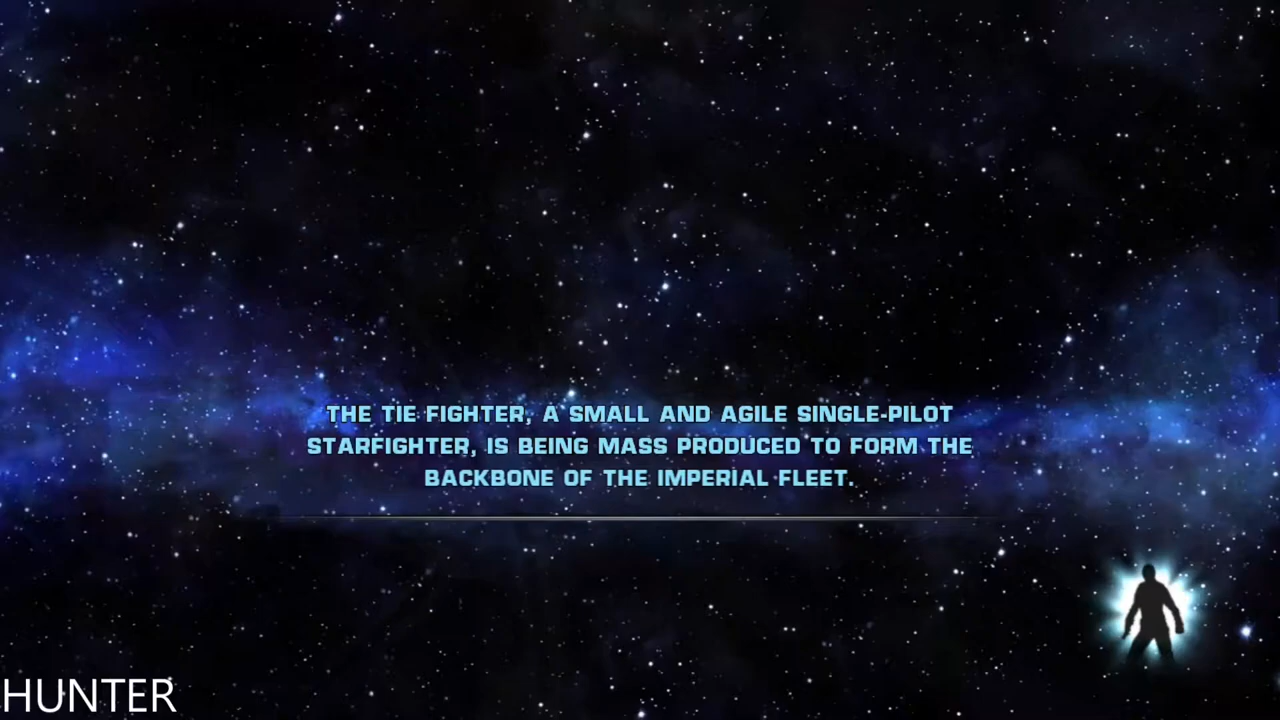 THE TIE FIGHTER, A SMALL AND AGILE SINGLE-PILOT
STARFIGHTER, IS BEING MASS PRODUCED TO FORM THE
BACKBONE OF THE IMPERIAL FLEET.
HUNTER